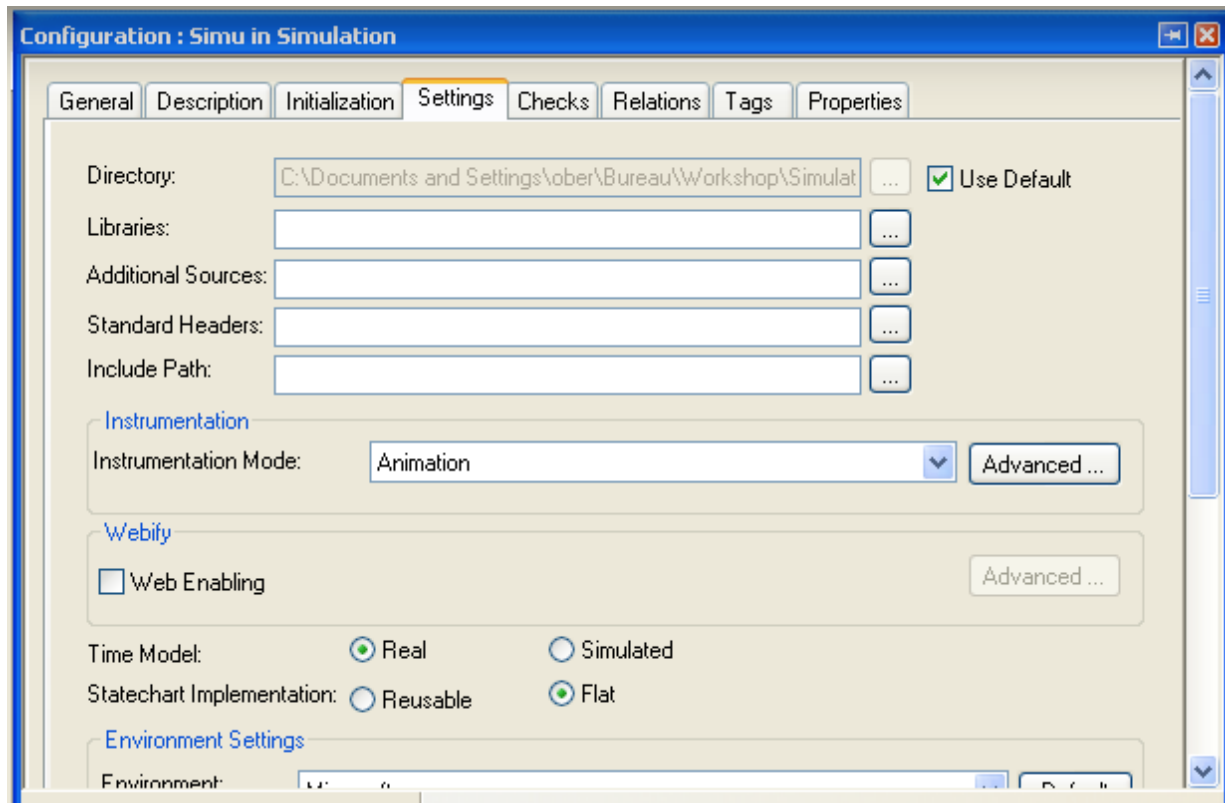 Configuration : Simu in Simulation
General Description Initialization Settings Checks Relations Tags Properties
Directory: C:\Documents and Settings\ober\Bureau\Workshop\Simulat ... Use Default
Libraries: ...
Additional Sources: ...
Standard Headers: ...
Include Path: ...
Instrumentation
Instrumentation Mode: Animation Advanced ...
Webify
Web Enabling Advanced ...
Time Model: Real Simulated
Statechart Implementation: Reusable Flat
Environment Settings
Environment: Default